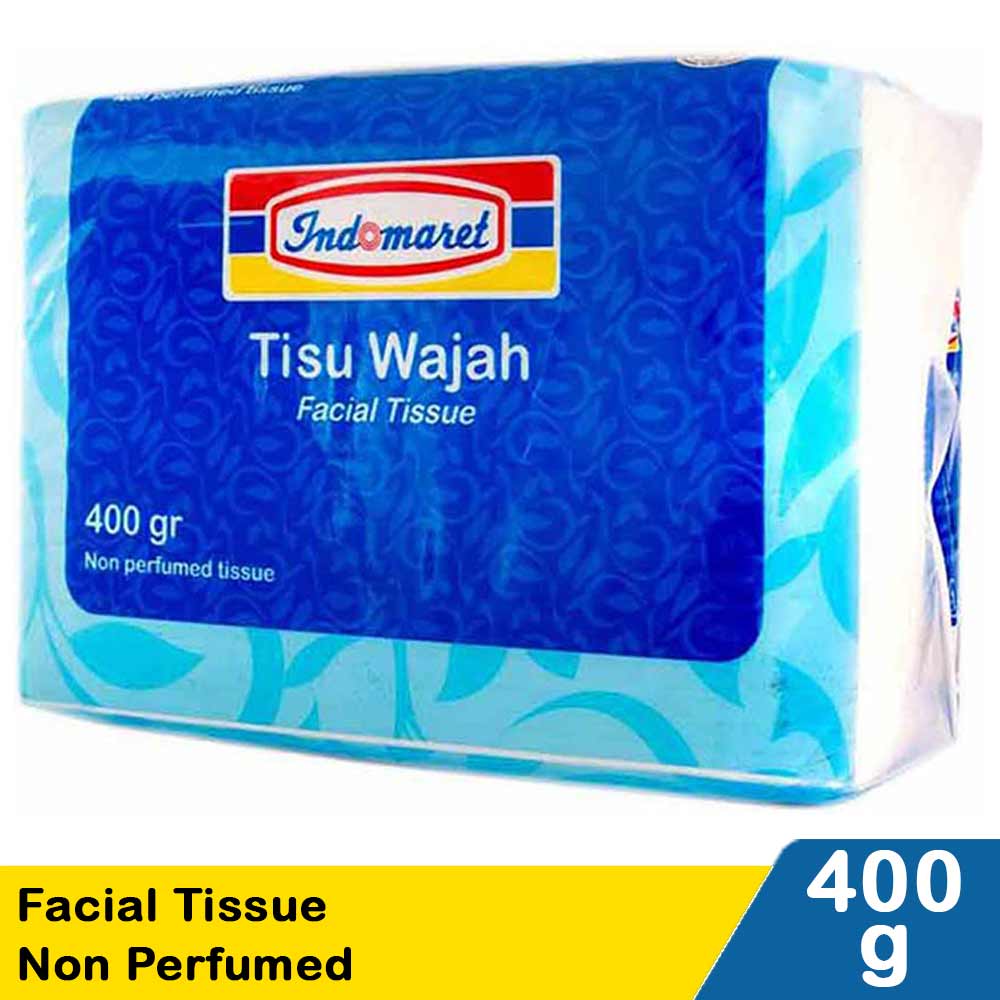 Non perfumed tissue
Indomaret
Tisu Wajah
Facial Tissue
400 gr
Non perfumed tissue
Facial Tissue
Non Perfumed
400
g